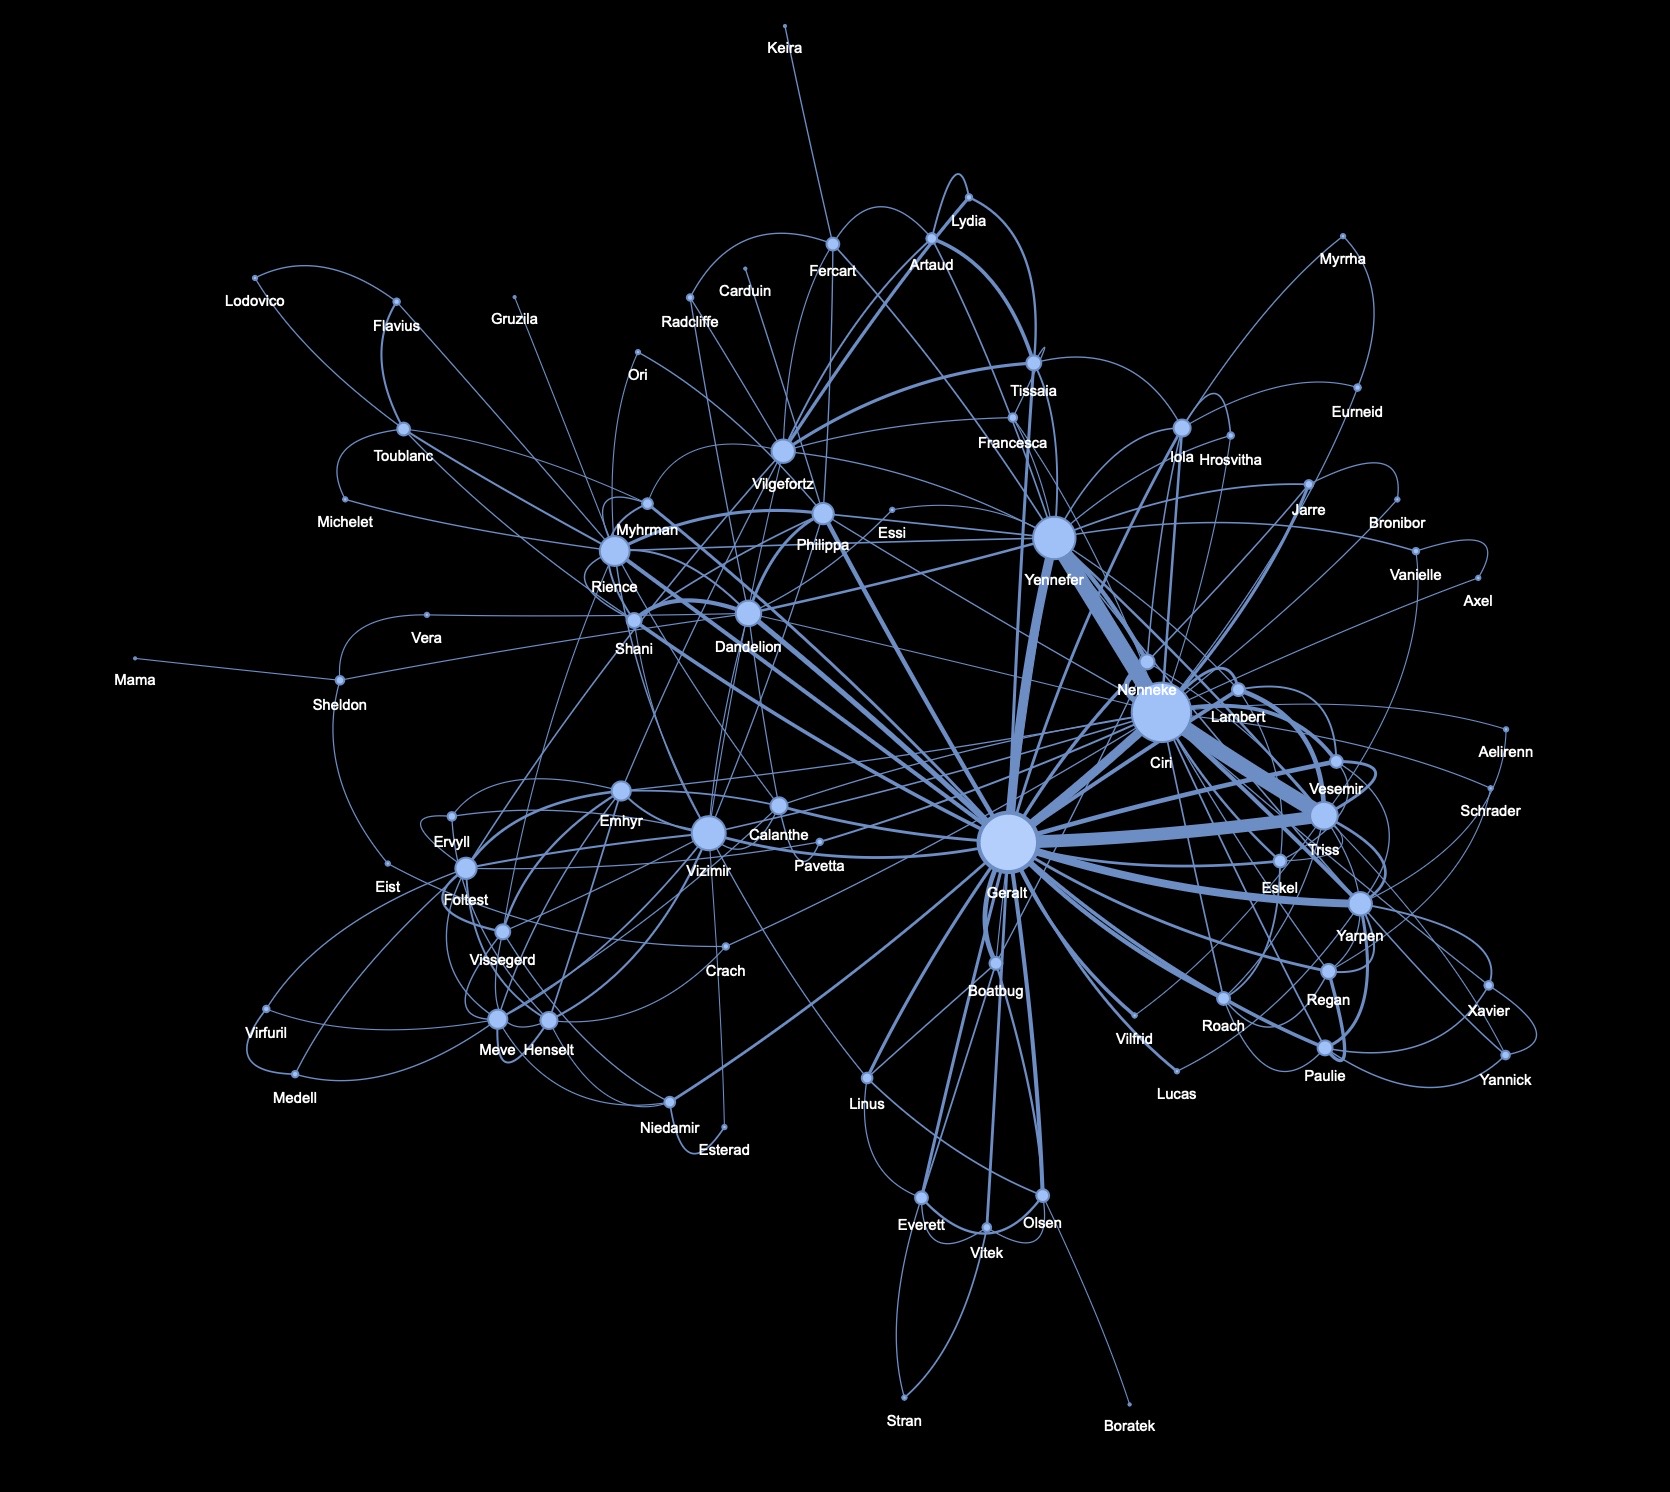 Keira
Lydia
Artaud
Myrrha
Fercart
Carduin
Lodovico
Gruzila
Radcliffe
Flavius
Ori
Tissaia
Eurneid
Francesca
Toublanc
Iola
Hrosvitha
Vilgefortz
Jarre
Michelet
Bronibor
Myhrman
Essi
Philippa
Vanielle
Yennefer
Rience
Axel
Vera
Shani
Dandelion
Mama
Nenneke
Sheldon
Lambert
Aelirenn
Ciri
Vesemir
Schrader
Emhyr
Calanthe
Ervyll
Triss
Pavetta
Vizimir
Eist
Eskel
Geralt
Foltest
Yarpen
Vissegerd
Crach
Boatbug
Regan
Xavier
Roach
Virfuril
Vilfrid
Meve
Henselt
Paulie
Yannick
Lucas
Medell
Linus
Niedamir
Esterad
Olsen
Everett
Vitek
Stran
Boratek